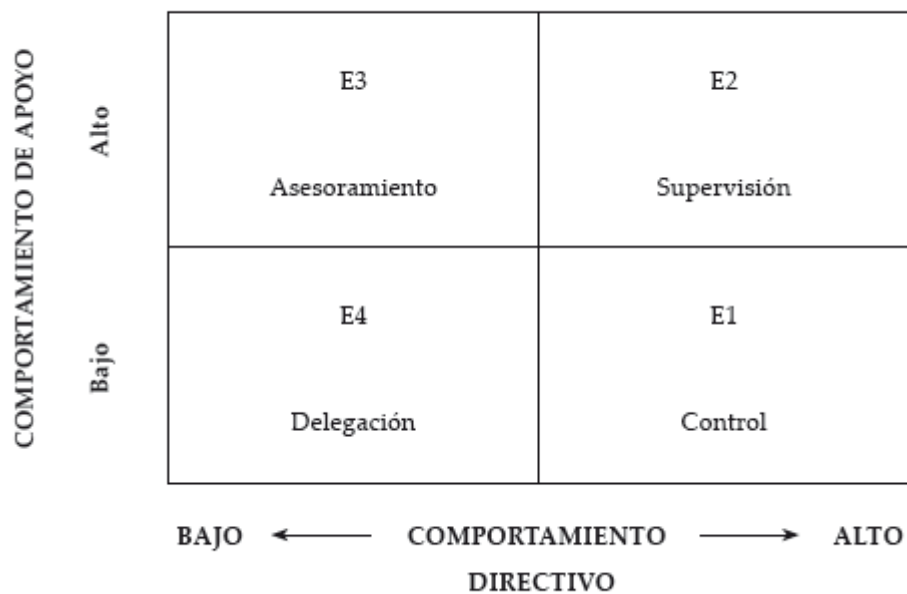 COMPORTAMIENTO DE APOYO
Alto
E3
E2
Asesoramiento
Supervisión
Bajo
E4
E1
Delegación
Control
BAJO
COMPORTAMIENTO
DIRECTIVO
ALTO